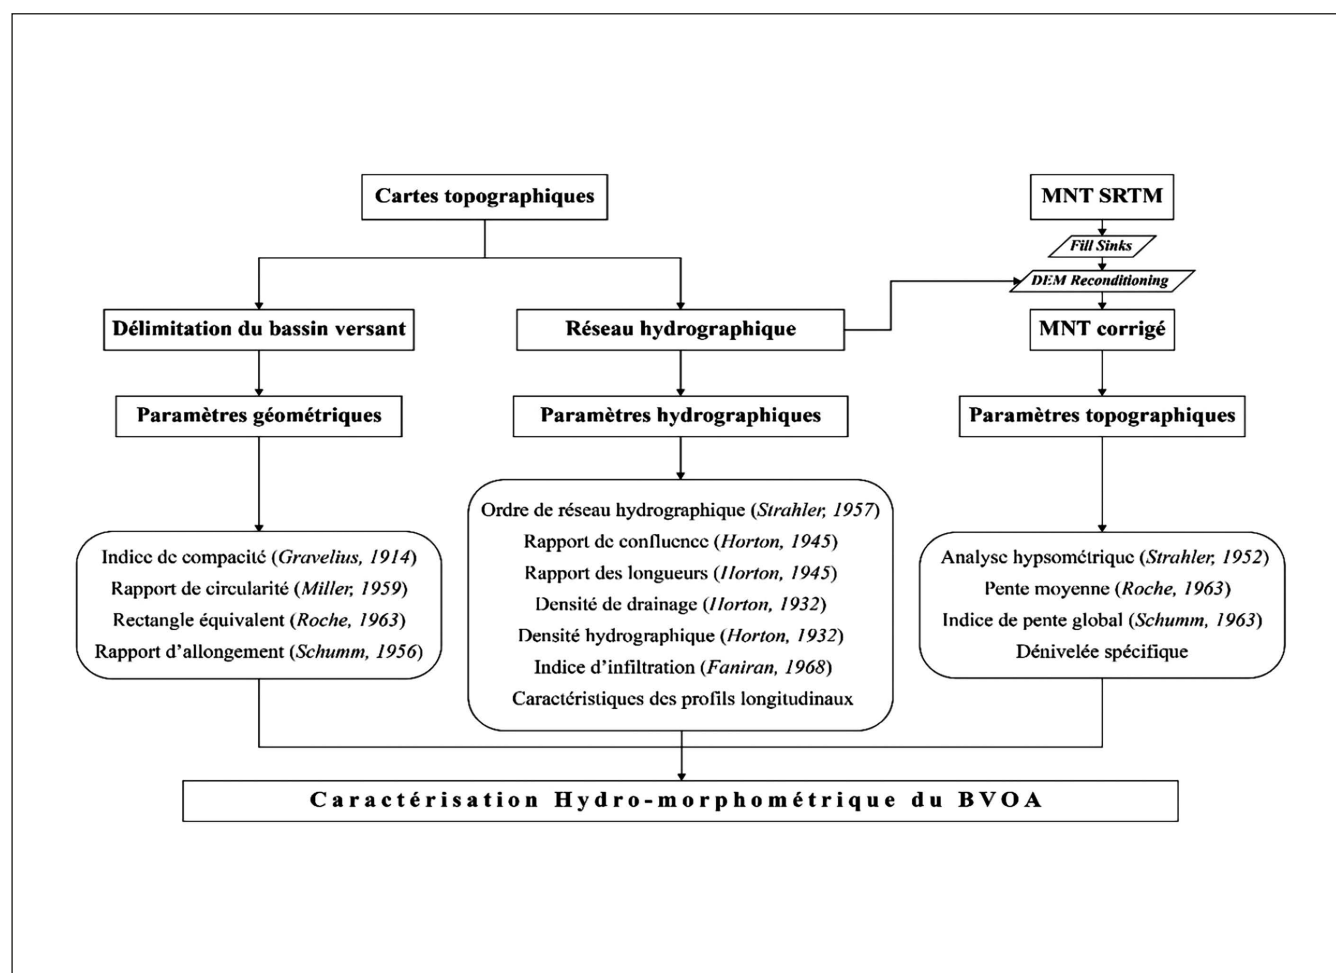 Cartes topographiques
MNT SRTM
Fill Sinks
DEM Reconditioning
Délimitation du bassin versant
Réseau hydrographique
MNT corrigé
Paramètres géométriques
Paramètres hydrographiques
Paramètres topographiques
Indice de compacité (Gravelius, 1914)
Rapport de circularité (Miller, 1959)
Rectangle équivalent (Roche, 1963)
Rapport d'allongement (Schumm, 1956)
Ordre de réseau hydrographique (Strahler, 1957)
Rapport de confluence (Horton, 1945)
Rapport des longueurs (Horton, 1945)
Densité de drainage (Horton, 1932)
Densité hydrographique (Horton, 1932)
Indice d'infiltration (Faniran, 1968)
Caractéristiques des profils longitudinaux
Analyse hypsométrique (Strahler, 1952)
Pente moyenne (Roche, 1963)
Indice de pente global (Schumm, 1963)
Dénivelée spécifique
Caractérisation Hydro-morphométrique du BVOA